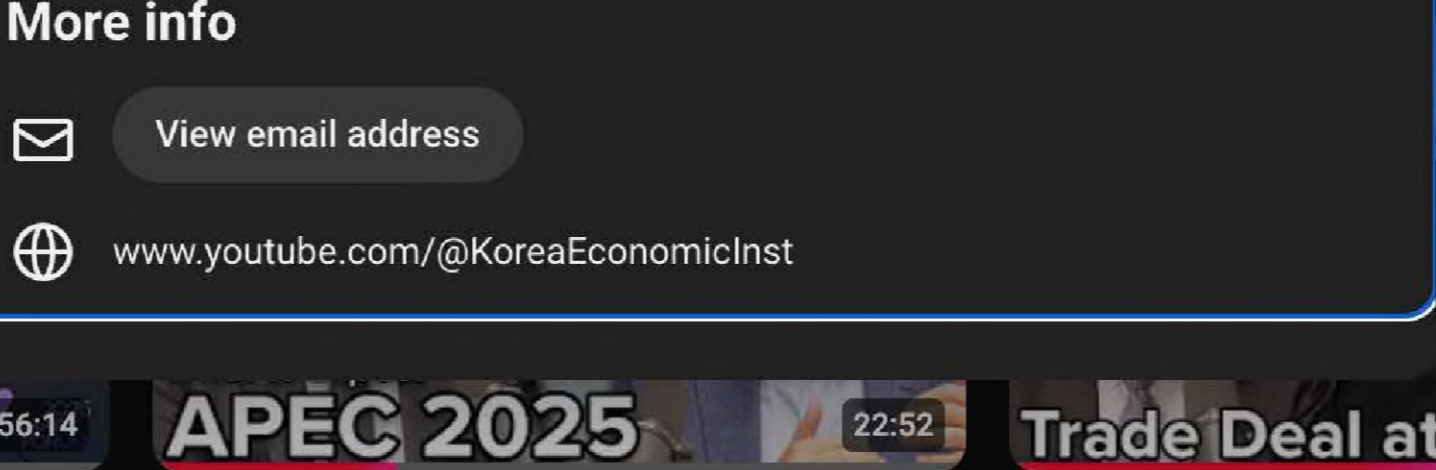 More info
View email address
www.youtube.com/@KoreaEconomicInst
56:14
APEC 2025
22:52
Trade Deal at